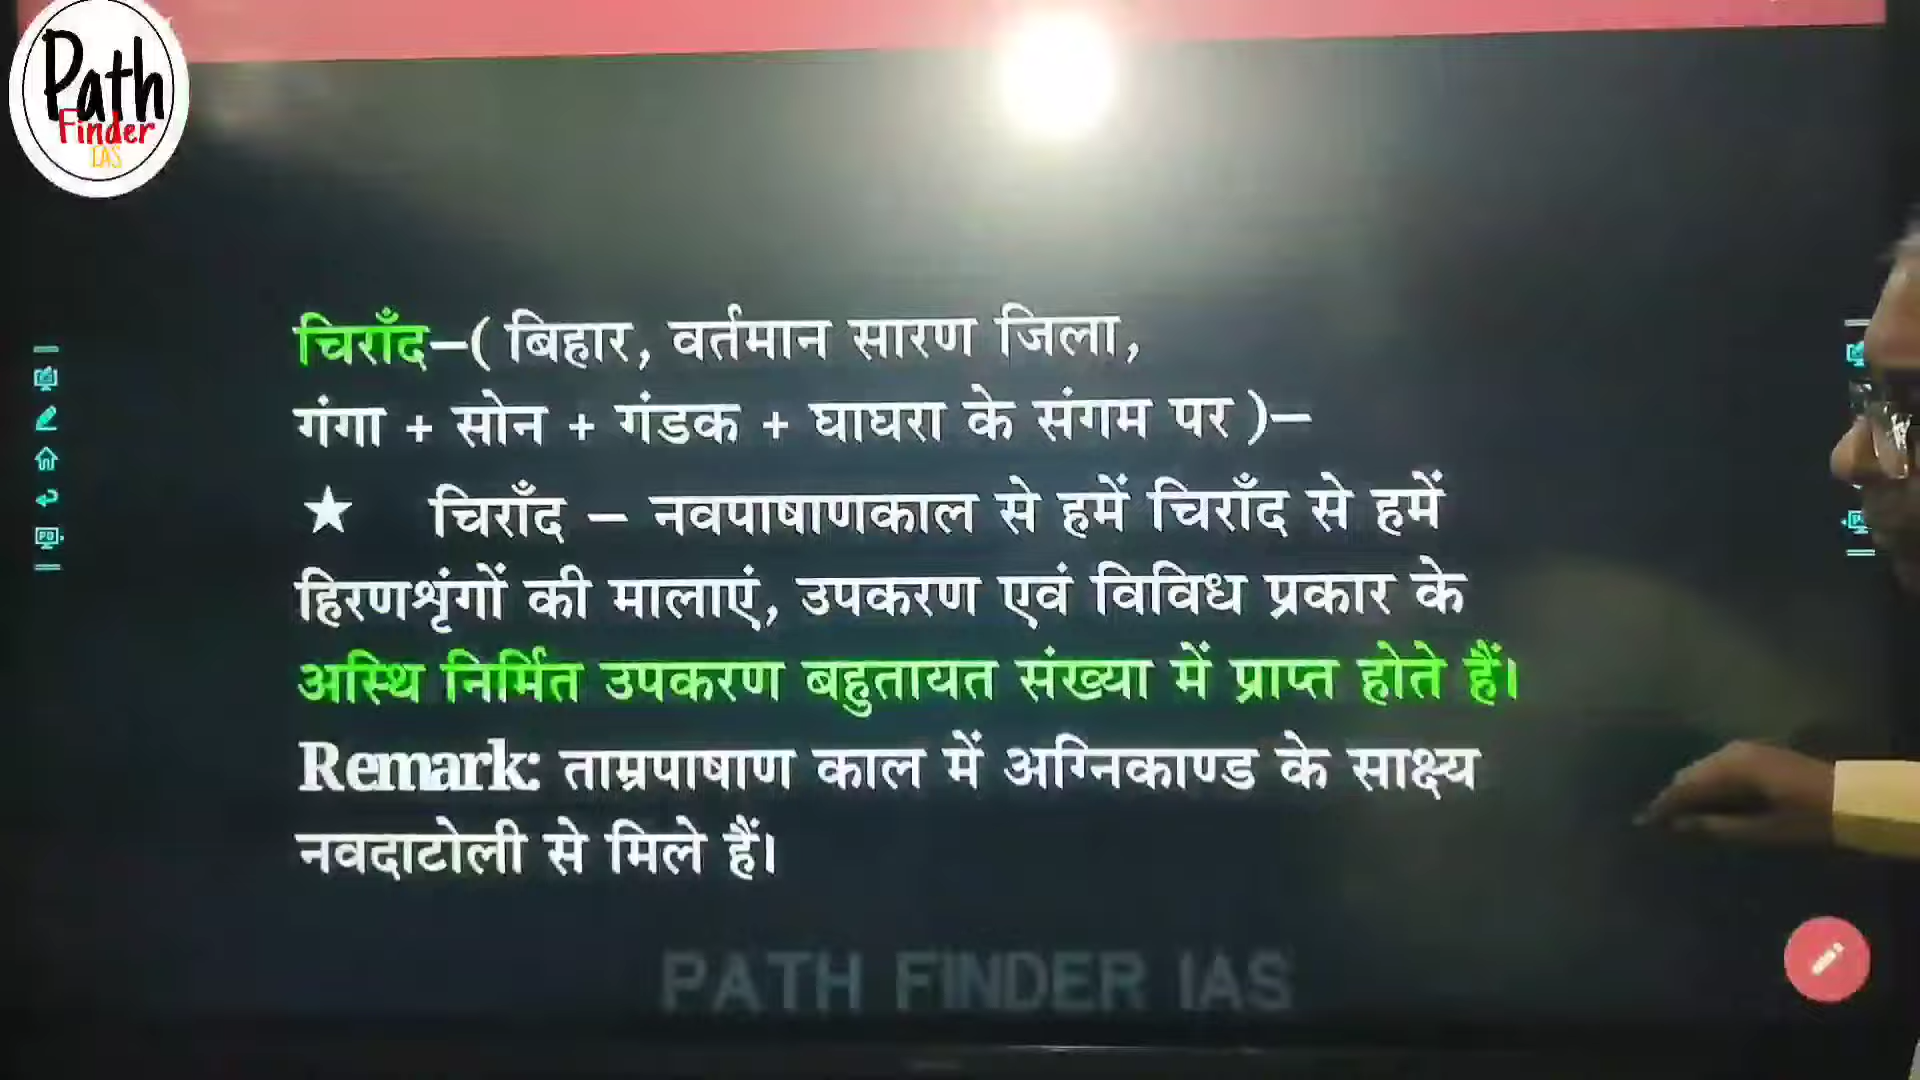 Path
Finder
IAS
चिराँद–( बिहार, वर्तमान सारण जिला,
गंगा + सोन + गंडक + घाघरा के संगम पर )–
★ चिराँद – नवपाषाणकाल से हमें चिराँद से हमें
हिरणशृंगों की मालाएं, उपकरण एवं विविध प्रकार के
अस्थि निर्मित उपकरण बहुतायत संख्या में प्राप्त होते हैं।
Remark: ताम्रपाषाण काल में अग्निकाण्ड के साक्ष्य
नवदाटोली से मिले हैं।
PATH FINDER IAS